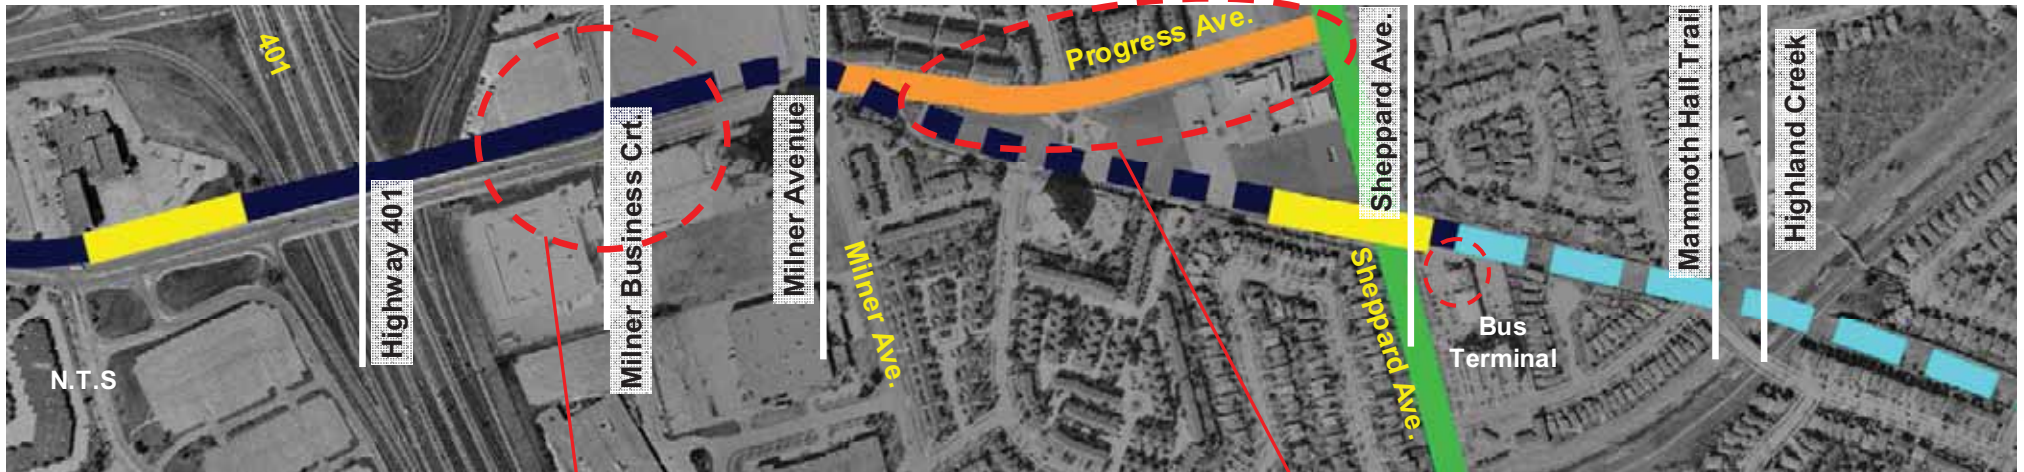 401
N.T.S
Highway 401
Milner Business Crt.
Milner Avenue
Milner Ave.
Progress Ave.
Sheppard Ave.
Sheppard Ave.
Bus
Terminal
Mammoth Hall Trail
Highland Creek